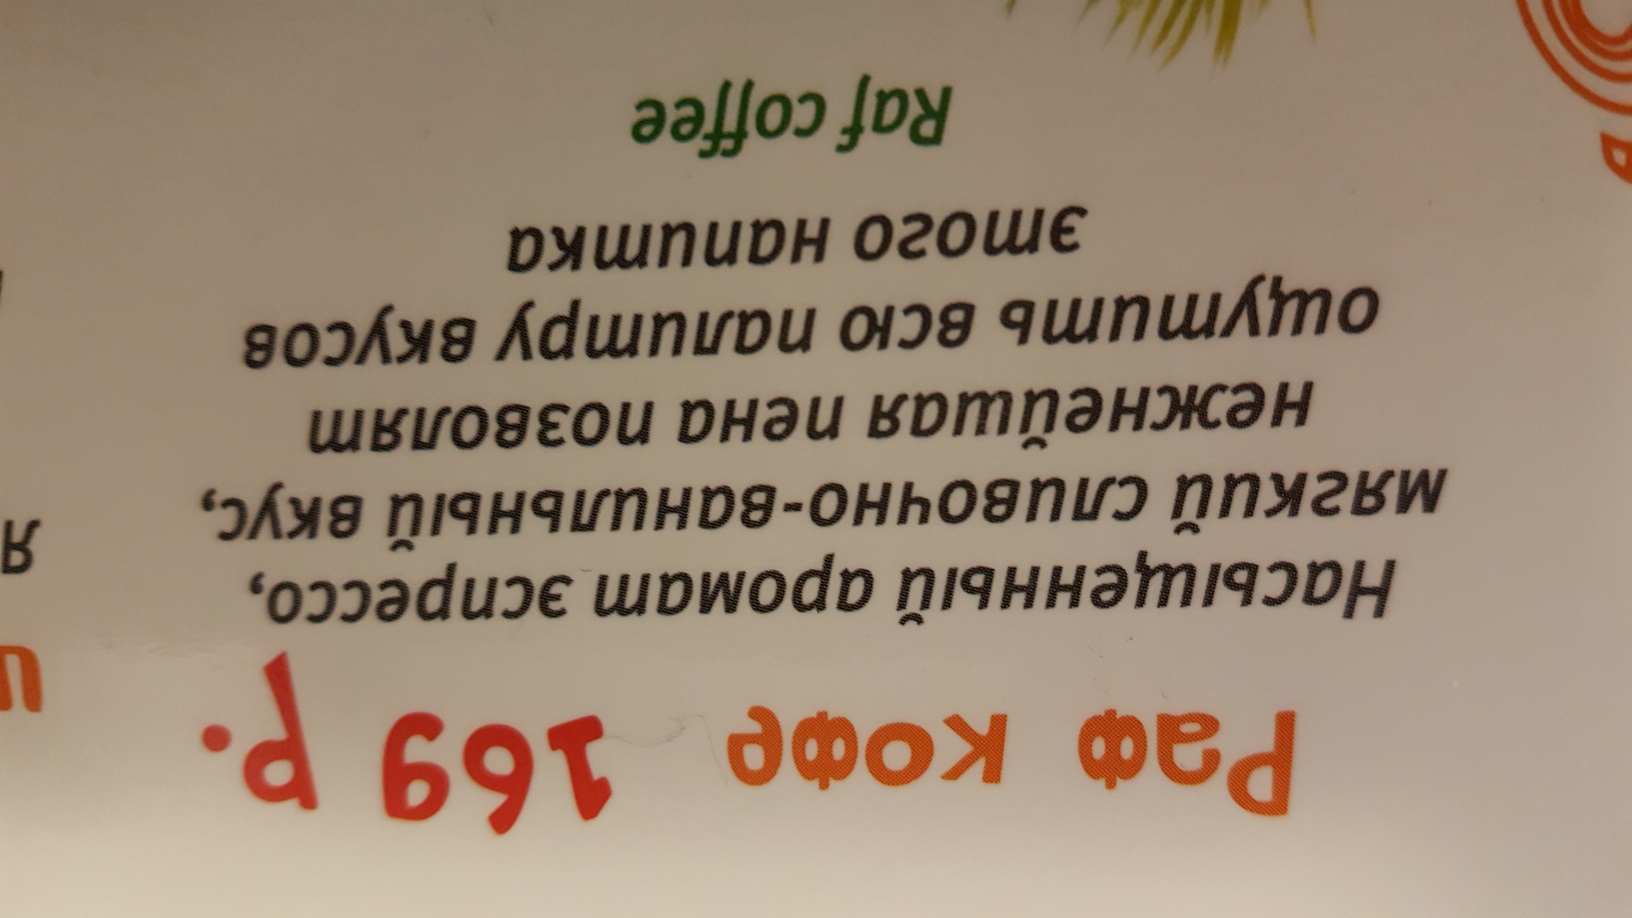 Раф кофе 169 р.
Насыщенный аромат эспрессо,
мягкий сливочно-ванильный вкус,
нежнейшая пена позволят
ощутить всю палитру вкусов
этого напитка
Raf coffee